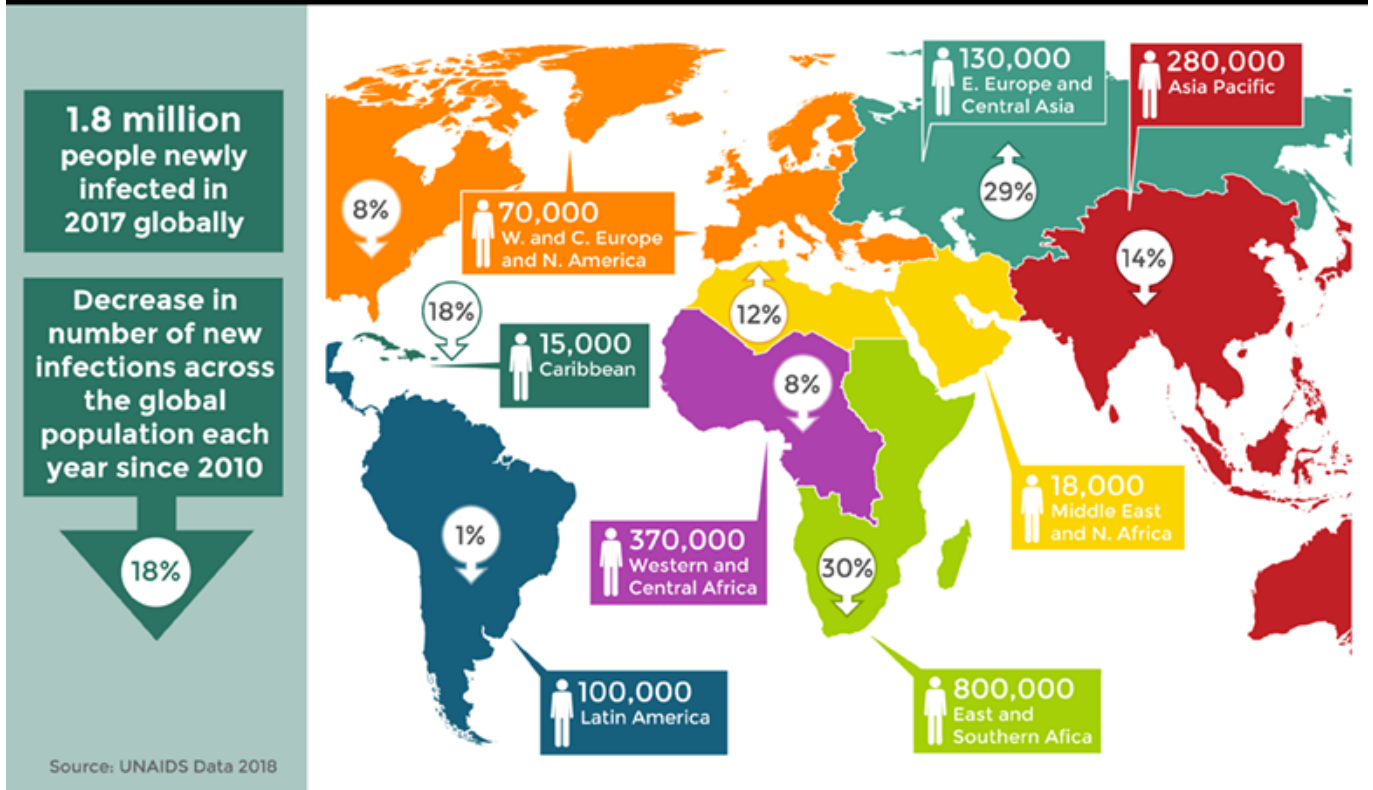 1.8 million
people newly
infected in
2017 globally
Decrease in
number of new
infections across
the global
population each
year since 2010
18%
Source: UNAIDS Data 2018
130,000
E. Europe and
Central Asia
29%
280,000
Asia Pacific
14%
8%
70,000
W. and C. Europe
and N. America
18%
15,000
Caribbean
12%
8%
18,000
Middle East
and N. Africa
1%
370,000
Western and
Central Africa
30%
100,000
Latin America
800,000
East and
Southern Afica